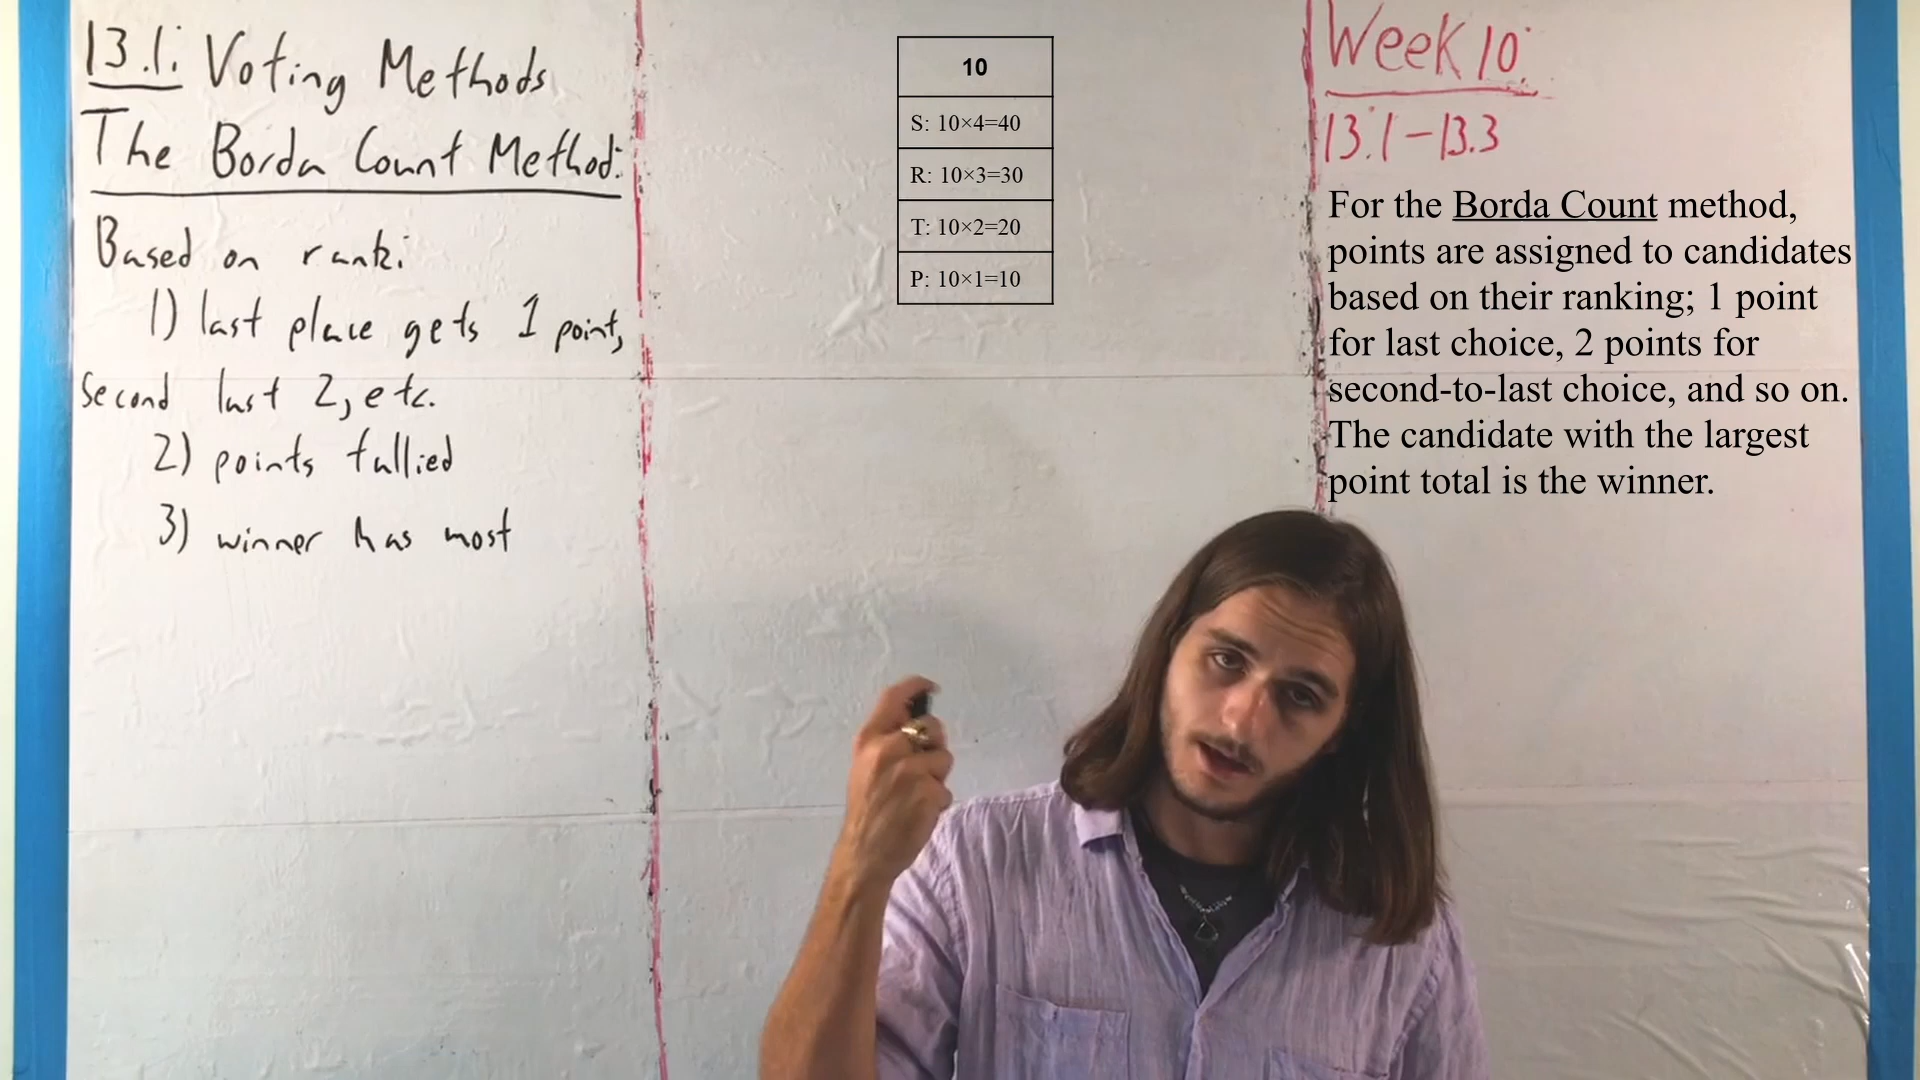 13.1: Voting Methods
The Borda Count Method:
Based on rank:
1) last place gets 1 point,
second last 2, etc.
2) points tallied
3) winner has most
10
S: 10×4=40
R: 10×3=30
T: 10×2=20
P: 10×1=10
Week 10:
13.1-13.3
For the Borda Count method,
points are assigned to candidates
based on their ranking; 1 point
for last choice, 2 points for
second-to-last choice, and so on.
The candidate with the largest
point total is the winner.